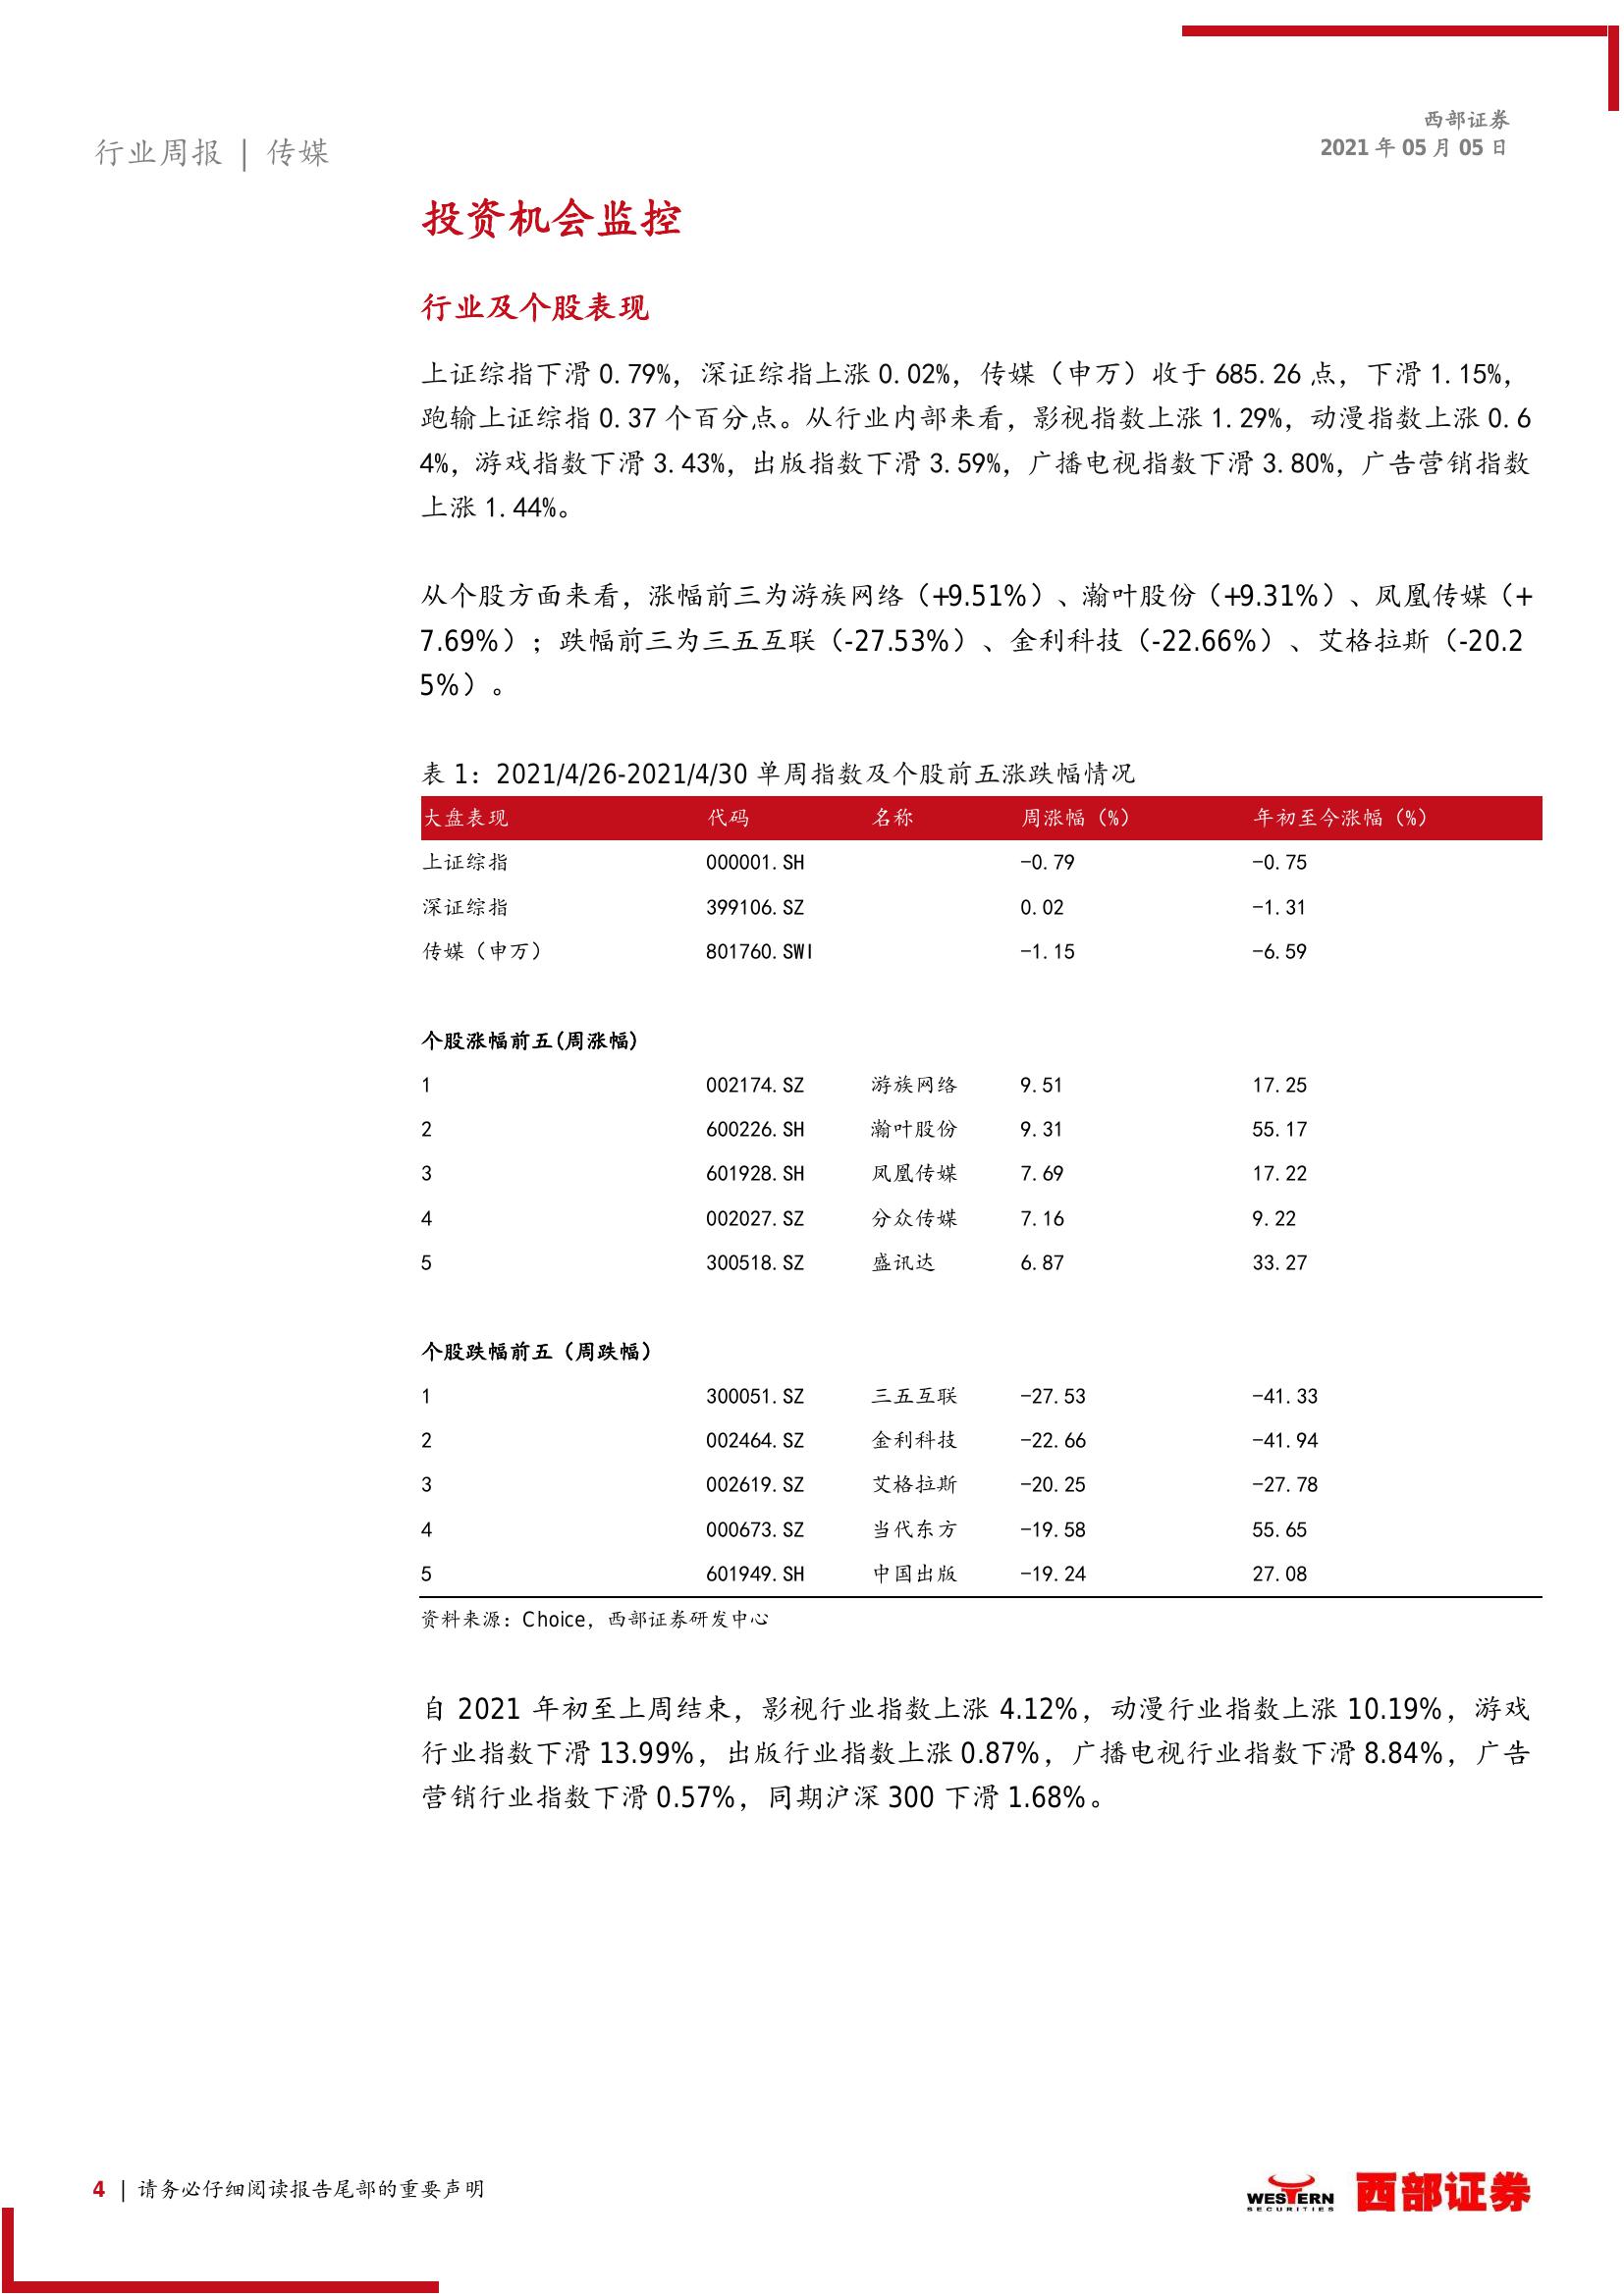 西部证券
行业周报 | 传媒
2021 年 05 月 05 日
投资机会监控
行业及个股表现
上证综指下滑 0.79%，深证综指上涨 0.02%，传媒（申万）收于 685.26 点，下滑 1.15%，
跑输上证综指 0.37 个百分点。从行业内部来看，影视指数上涨 1.29%，动漫指数上涨 0.6
4%，游戏指数下滑 3.43%，出版指数下滑 3.59%，广播电视指数下滑 3.80%，广告营销指数
上涨 1.44%。
从个股方面来看，涨幅前三为游族网络（+9.51%）、瀚叶股份（+9.31%）、凤凰传媒（+
7.69%）；跌幅前三为三五互联（-27.53%）、金利科技（-22.66%）、艾格拉斯（-20.2
5%）。
表 1：2021/4/26-2021/4/30 单周指数及个股前五涨跌幅情况
大盘表现 代码 名称 周涨幅（%） 年初至今涨幅（%）
上证综指 000001.SH -0.79 -0.75
深证综指 399106.SZ 0.02 -1.31
传媒（申万） 801760.SWI -1.15 -6.59
个股涨幅前五(周涨幅)
1 002174.SZ 游族网络 9.51 17.25
2 600226.SH 瀚叶股份 9.31 55.17
3 601928.SH 凤凰传媒 7.69 17.22
4 002027.SZ 分众传媒 7.16 9.22
5 300518.SZ 盛讯达 6.87 33.27
个股跌幅前五（周跌幅）
1 300051.SZ 三五互联 -27.53 -41.33
2 002464.SZ 金利科技 -22.66 -41.94
3 002619.SZ 艾格拉斯 -20.25 -27.78
4 000673.SZ 当代东方 -19.58 55.65
5 601949.SH 中国出版 -19.24 27.08
资料来源：Choice，西部证券研发中心
自 2021 年初至上周结束，影视行业指数上涨 4.12%，动漫行业指数上涨 10.19%，游戏
行业指数下滑 13.99%，出版行业指数上涨 0.87%，广播电视行业指数下滑 8.84%，广告
营销行业指数下滑 0.57%，同期沪深 300 下滑 1.68%。
4 | 请务必仔细阅读报告尾部的重要声明
WESTERN
SECURITIES
西部证券